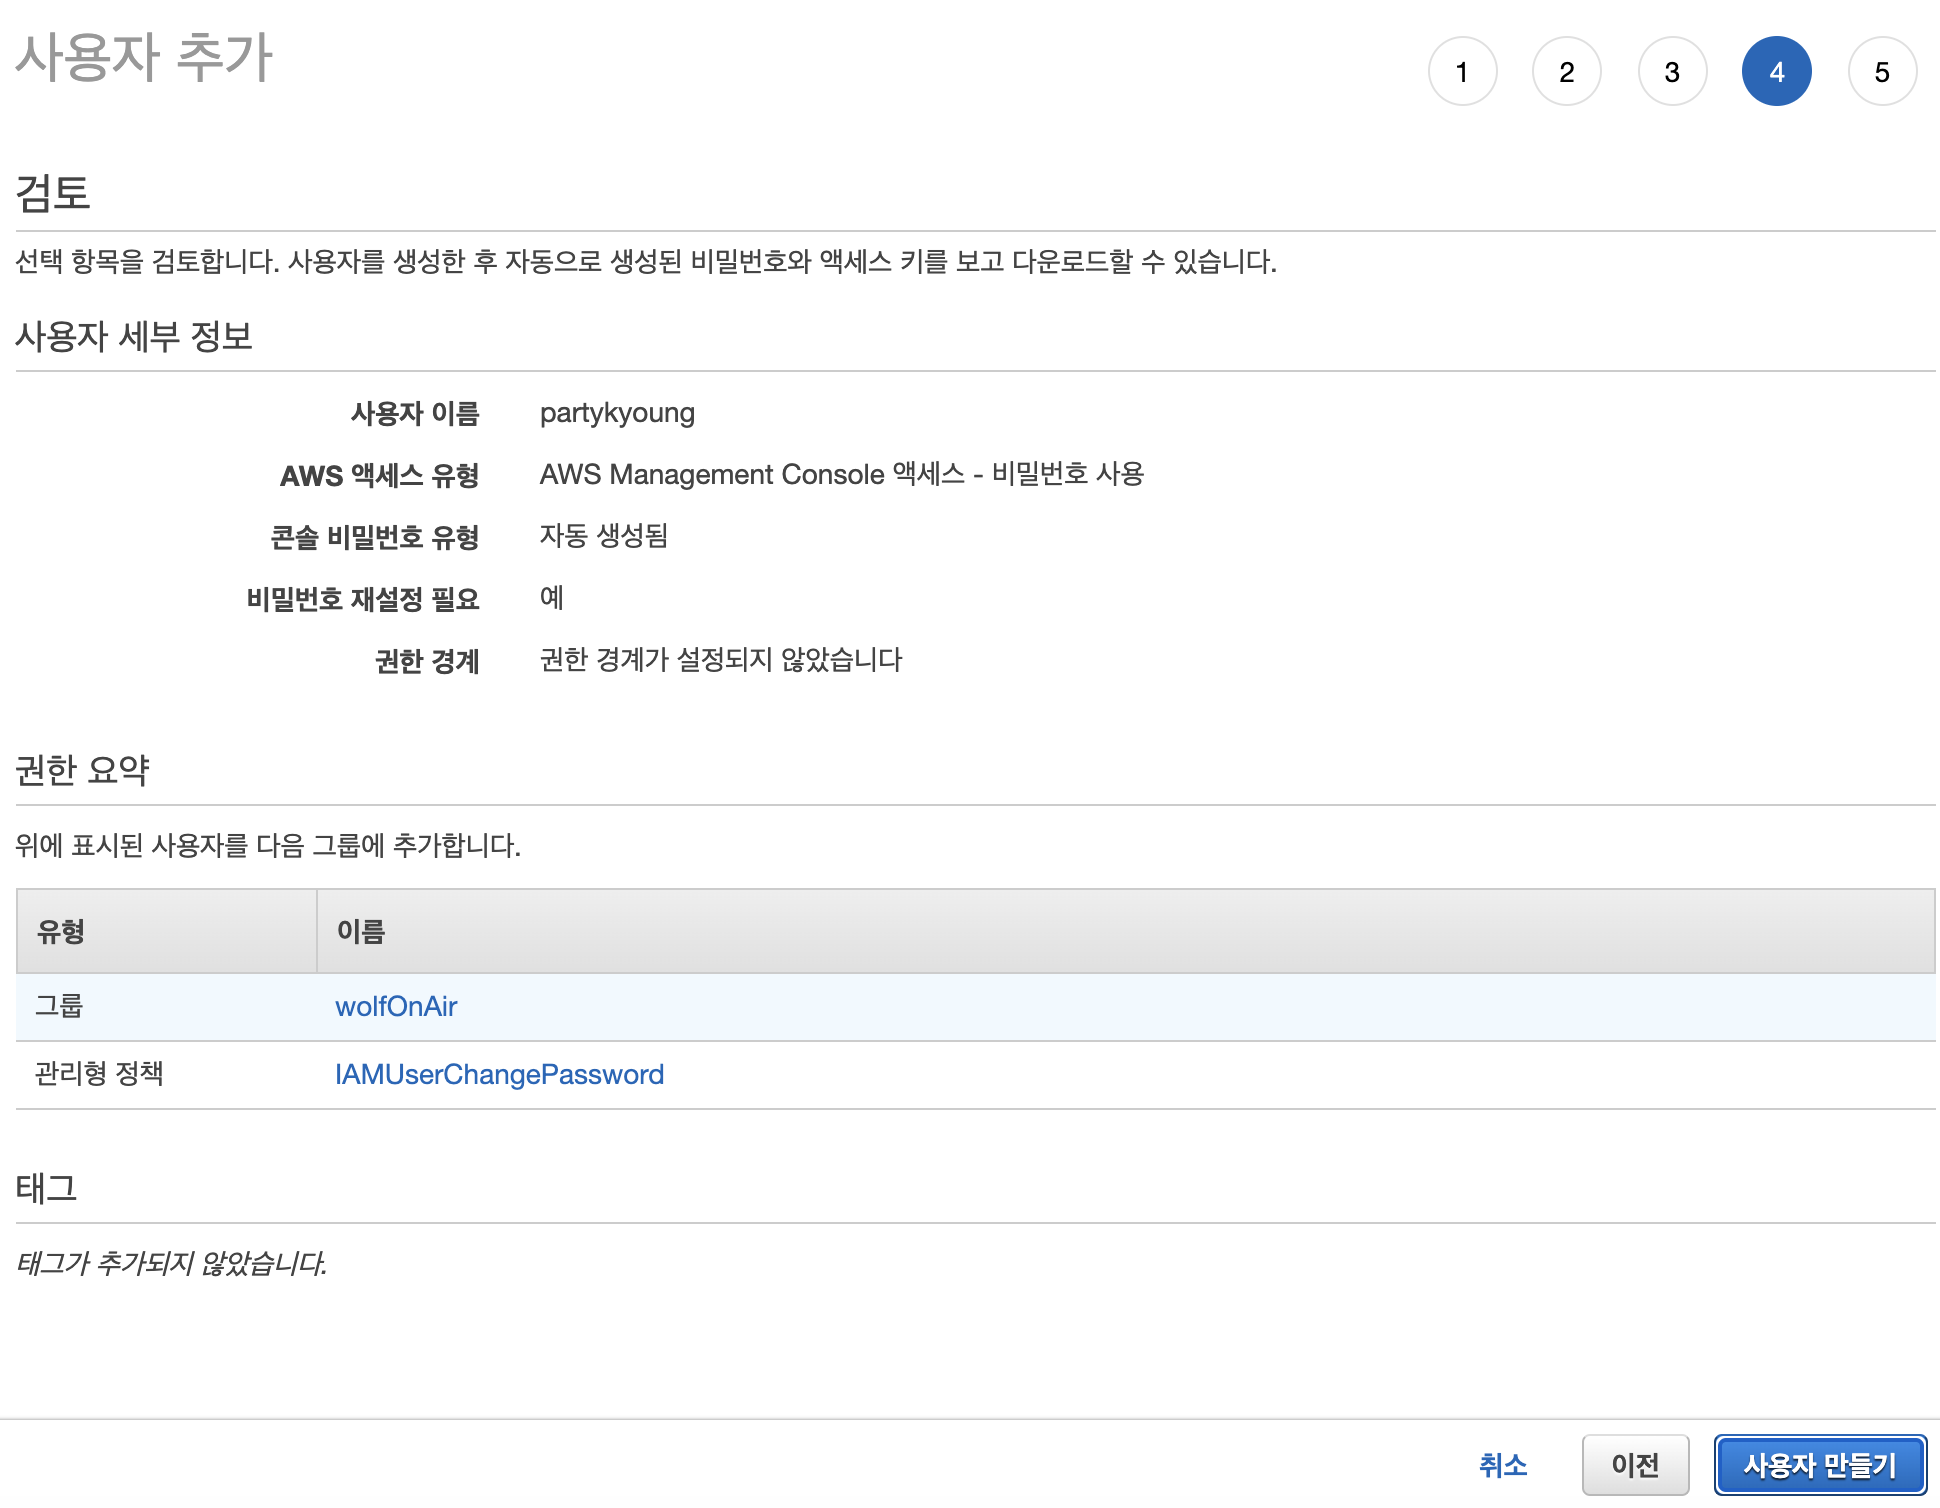 사용자 추가
1 2 3 4 5
검토
선택 항목을 검토합니다. 사용자를 생성한 후 자동으로 생성된 비밀번호와 액세스 키를 보고 다운로드할 수 있습니다.
사용자 세부 정보
사용자 이름 partykyoung
AWS 액세스 유형 AWS Management Console 액세스 - 비밀번호 사용
콘솔 비밀번호 유형 자동 생성됨
비밀번호 재설정 필요 예
권한 경계 권한 경계가 설정되지 않았습니다
권한 요약
위에 표시된 사용자를 다음 그룹에 추가합니다.
유형 이름
그룹 wolfOnAir
관리형 정책 IAMUserChangePassword
태그
태그가 추가되지 않았습니다.
취소 이전 사용자 만들기